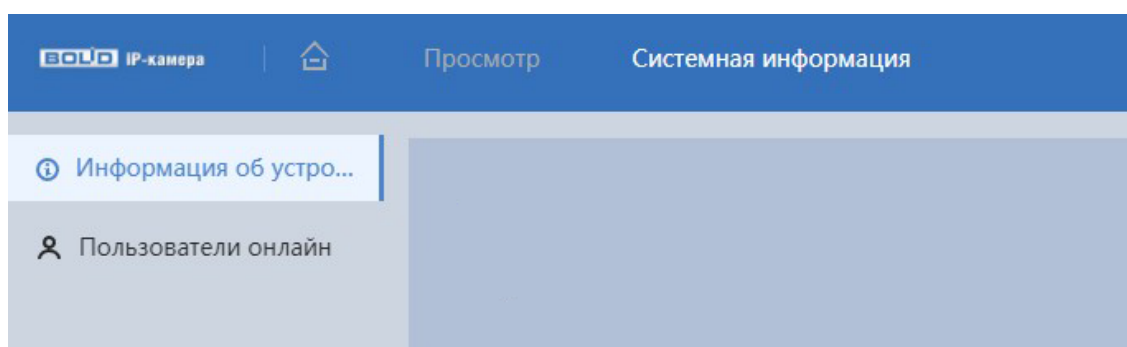 BOLID IP-камера
Просмотр
Системная информация
Информация об устро...
Пользователи онлайн